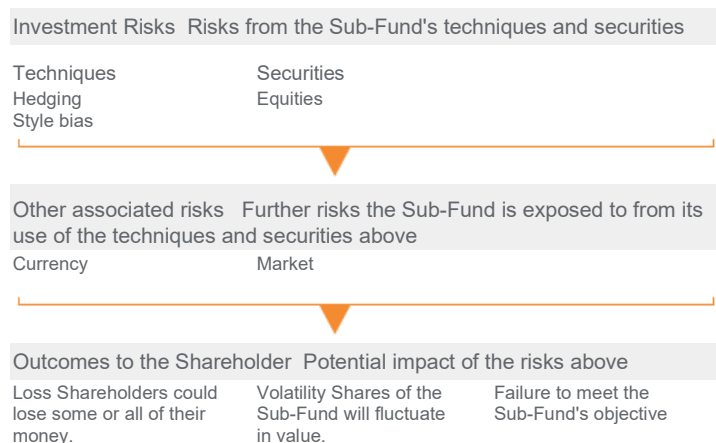 Investment Risks Risks from the Sub-Fund's techniques and securities
Techniques
Hedging
Style bias
Securities
Equities
Other associated risks Further risks the Sub-Fund is exposed to from its
use of the techniques and securities above
Currency
Market
Outcomes to the Shareholder Potential impact of the risks above
Loss Shareholders could
lose some or all of their
money.
Volatility Shares of the
Sub-Fund will fluctuate
in value.
Failure to meet the
Sub-Fund's objective